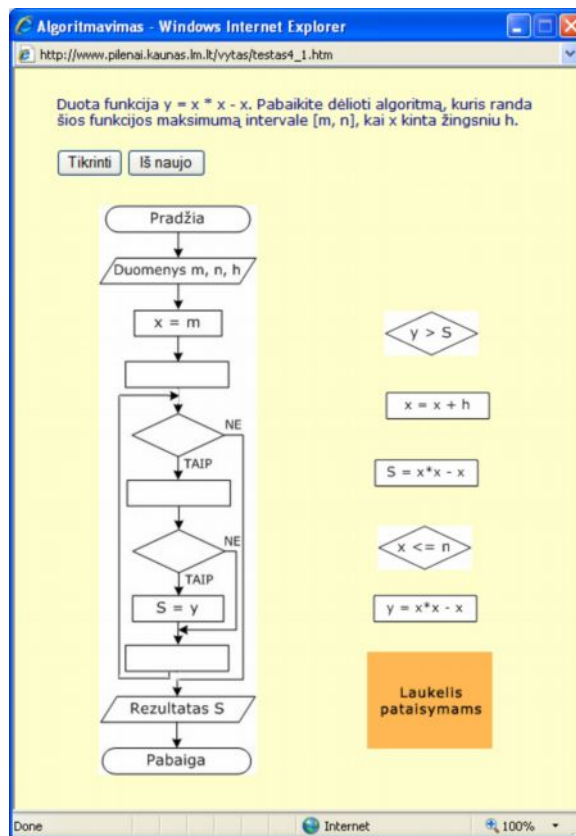 Algoritmavimas - Windows Internet Explorer
http://www.pilenai.kaunas.lm.lt/vytas/testas4_1.htm
Duota funkcija y = x * x - x. Pabaikite dėlioti algoritmą, kuris randa
šios funkcijos maksimumą intervale [m, n], kai x kinta žingsniu h.
Tikrinti
Iš naujo
Pradžia
Duomenys m, n, h
x = m
NE
TAIP
NE
TAIP
S = y
Rezultatas S
Pabaiga
y > S
x = x + h
S = x*x - x
x <= n
y = x*x - x
Laukelis
pataisymams
Done
Internet
100%